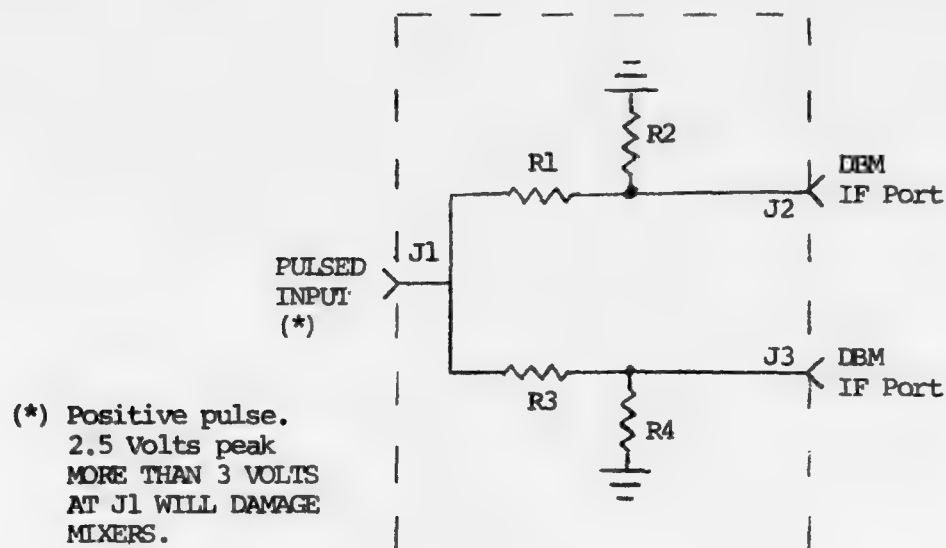 R2
R1
DBM
IF Port
J2
J1
PULSED
INPUT
(*)
J3
DBM
IF Port
R3
R4
(*) Positive pulse.
2.5 Volts peak
MORE THAN 3 VOLTS
AT J1 WILL DAMAGE
MIXERS.